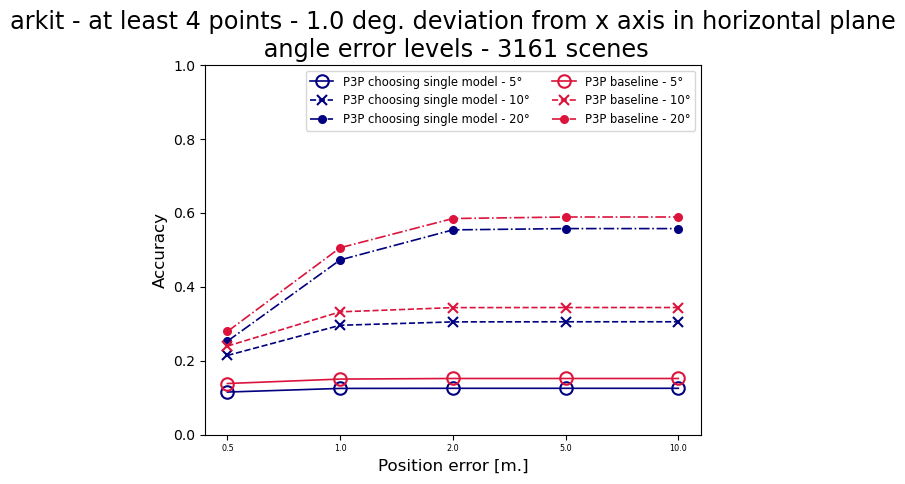 arkit - at least 4 points - 1.0 deg. deviation from x axis in horizontal plane
angle error levels - 3161 scenes
P3P choosing single model - 5°
P3P choosing single model - 10°
P3P choosing single model - 20°
P3P baseline - 5°
P3P baseline - 10°
P3P baseline - 20°
1.0
0.8
0.6
0.4
0.2
0.0
Accuracy
0.5 1.0 2.0 5.0 10.0
Position error [m.]